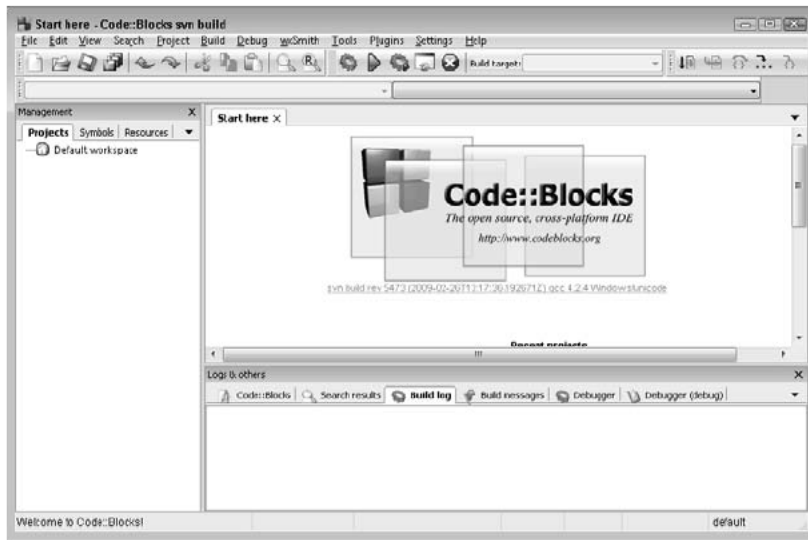 Start here - Code::Blocks svn build
File Edit View Search Project Build Debug wxSmith Tools Plugins Settings Help
Build target:
Management X
Projects Symbols Resources
Default workspace
Start here X
Code::Blocks
The open source, cross-platform IDE
http://www.codeblocks.org
svn build rev 5473 (2009-02-26T13:17:36.192671Z) gcc 4.2.4 Windows/unicode
Recent projects
Logs & others X
Code::Blocks Search results Build log Build messages Debugger Debugger (debug)
Welcome to Code::Blocks! default